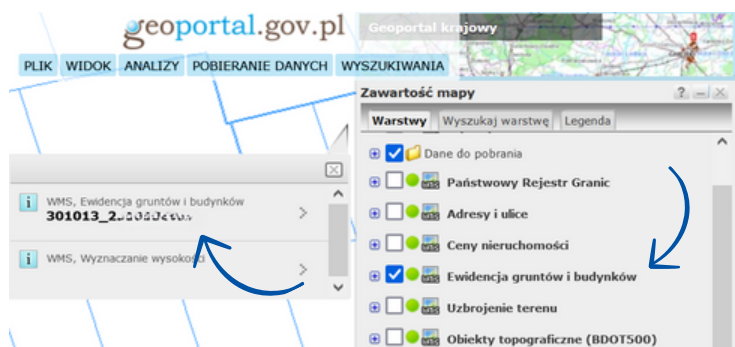 geoportal.gov.pl
Geoportal krajowy
PLIK WIDOK ANALIZY POBIERANIE DANYCH WYSZUKIWANIA
Zawartość mapy
Warstwy Wyszukaj warstwę Legenda
Dane do pobrania
Państwowy Rejestr Granic
Adresy i ulice
Ceny nieruchomości
Ewidencja gruntów i budynków
Uzbrojenie terenu
Obiekty topograficzne (BDOT500)
WMS, Ewidencja gruntów i budynków
301013_2.
WMS, Wyznaczanie wysokości